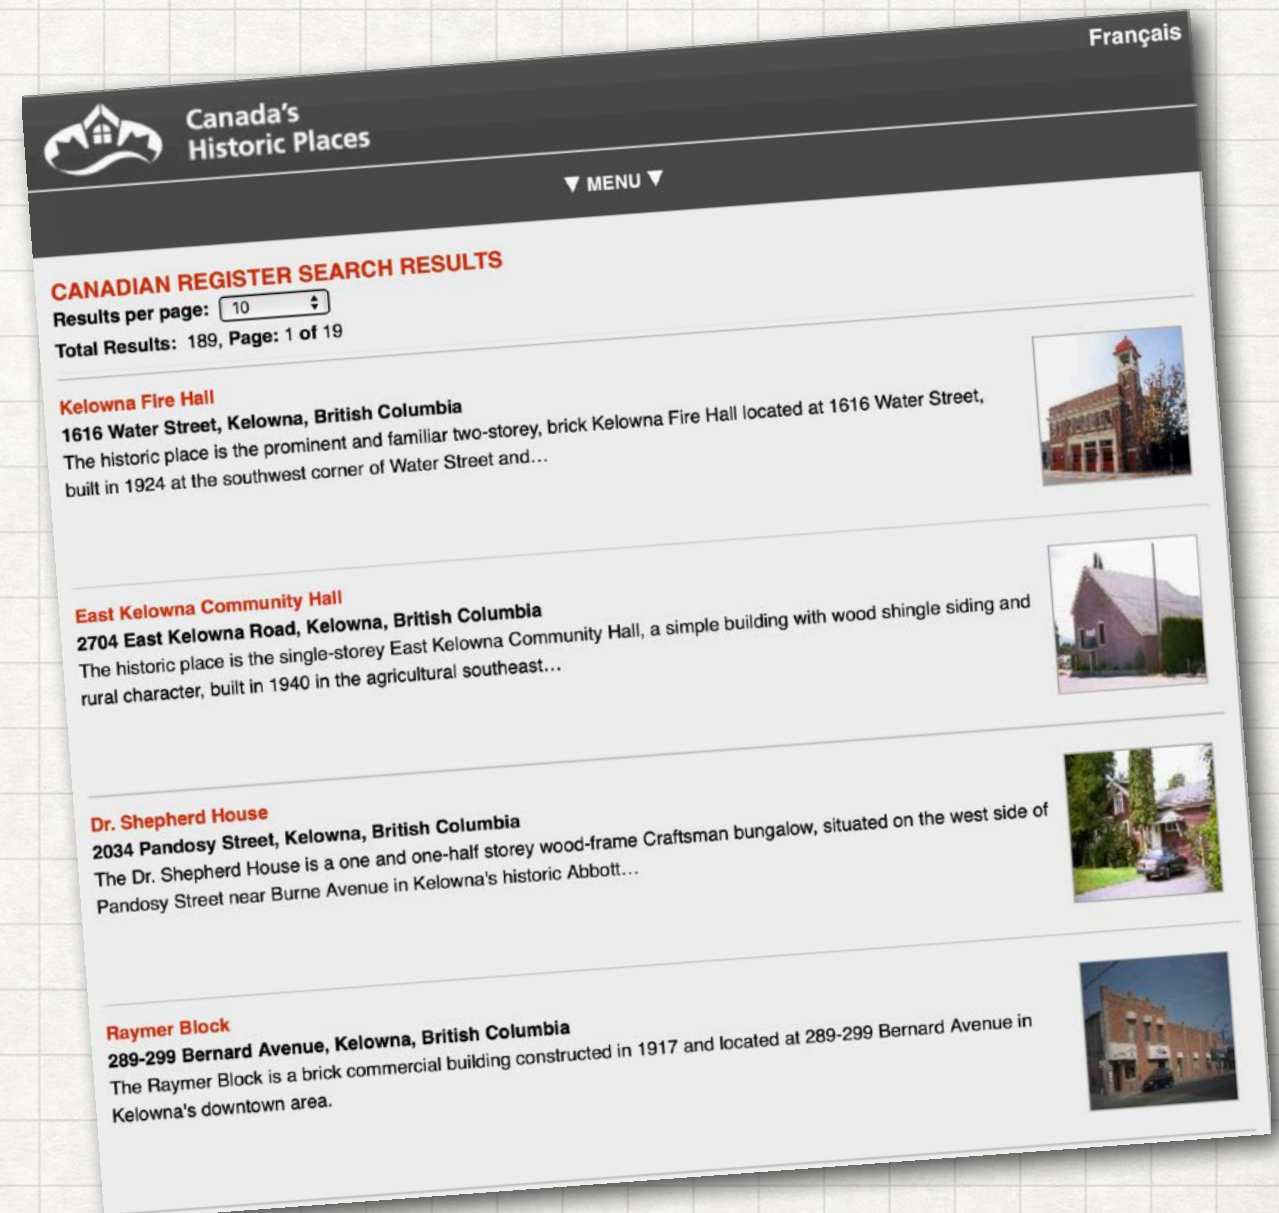 Français
Canada's
Historic Places
▼ MENU ▼
CANADIAN REGISTER SEARCH RESULTS
Results per page: 10
Total Results: 189, Page: 1 of 19
Kelowna Fire Hall
1616 Water Street, Kelowna, British Columbia
The historic place is the prominent and familiar two-storey, brick Kelowna Fire Hall located at 1616 Water Street,
built in 1924 at the southwest corner of Water Street and…
East Kelowna Community Hall
2704 East Kelowna Road, Kelowna, British Columbia
The historic place is the single-storey East Kelowna Community Hall, a simple building with wood shingle siding and
rural character, built in 1940 in the agricultural southeast…
Dr. Shepherd House
2034 Pandosy Street, Kelowna, British Columbia
The Dr. Shepherd House is a one and one-half storey wood-frame Craftsman bungalow, situated on the west side of
Pandosy Street near Burne Avenue in Kelowna's historic Abbott…
Raymer Block
289-299 Bernard Avenue, Kelowna, British Columbia
The Raymer Block is a brick commercial building constructed in 1917 and located at 289-299 Bernard Avenue in
Kelowna's downtown area.